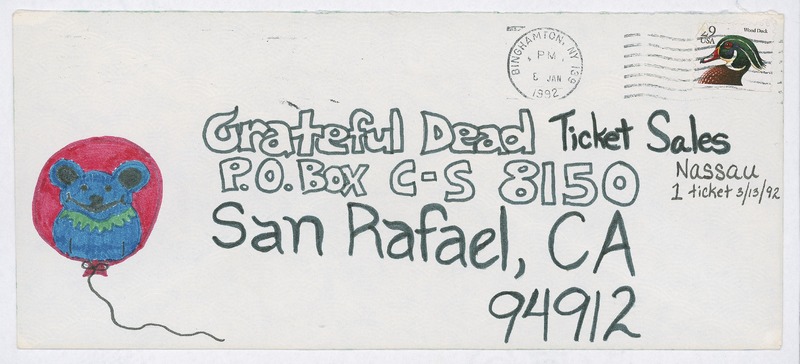 BINGHAMTON, NY 139
PM
8 JAN
1992
29
USA
Wood Duck
Grateful Dead Ticket Sales
P.O. Box C-S 8150
San Rafael, CA
94912
Nassau
1 ticket 3/13/92